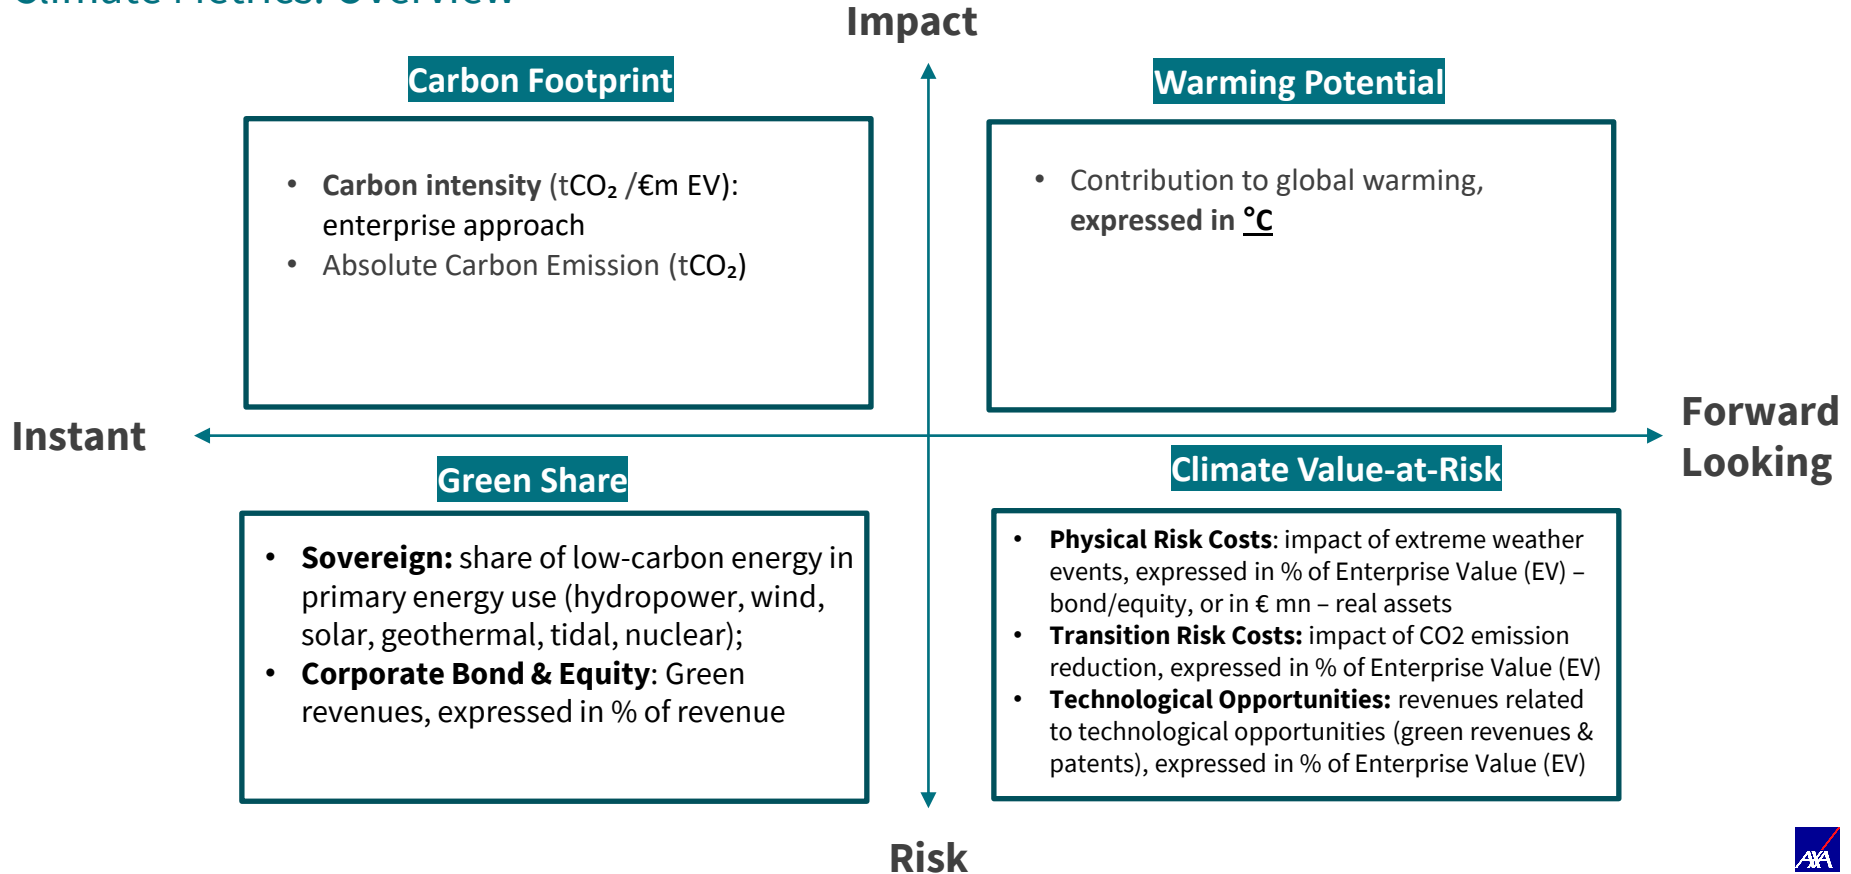 Climate Metrics: Overview
Impact
Carbon Footprint
• Carbon intensity (tCO₂ /€m EV):
enterprise approach
• Absolute Carbon Emission (tCO₂)
Warming Potential
• Contribution to global warming,
expressed in °C
Instant
Forward
Looking
Green Share
• Sovereign: share of low-carbon energy in
primary energy use (hydropower, wind,
solar, geothermal, tidal, nuclear);
• Corporate Bond & Equity: Green
revenues, expressed in % of revenue
Climate Value-at-Risk
• Physical Risk Costs: impact of extreme weather
events, expressed in % of Enterprise Value (EV) –
bond/equity, or in € mn – real assets
• Transition Risk Costs: impact of CO2 emission
reduction, expressed in % of Enterprise Value (EV)
• Technological Opportunities: revenues related
to technological opportunities (green revenues &
patents), expressed in % of Enterprise Value (EV)
Risk
AXA